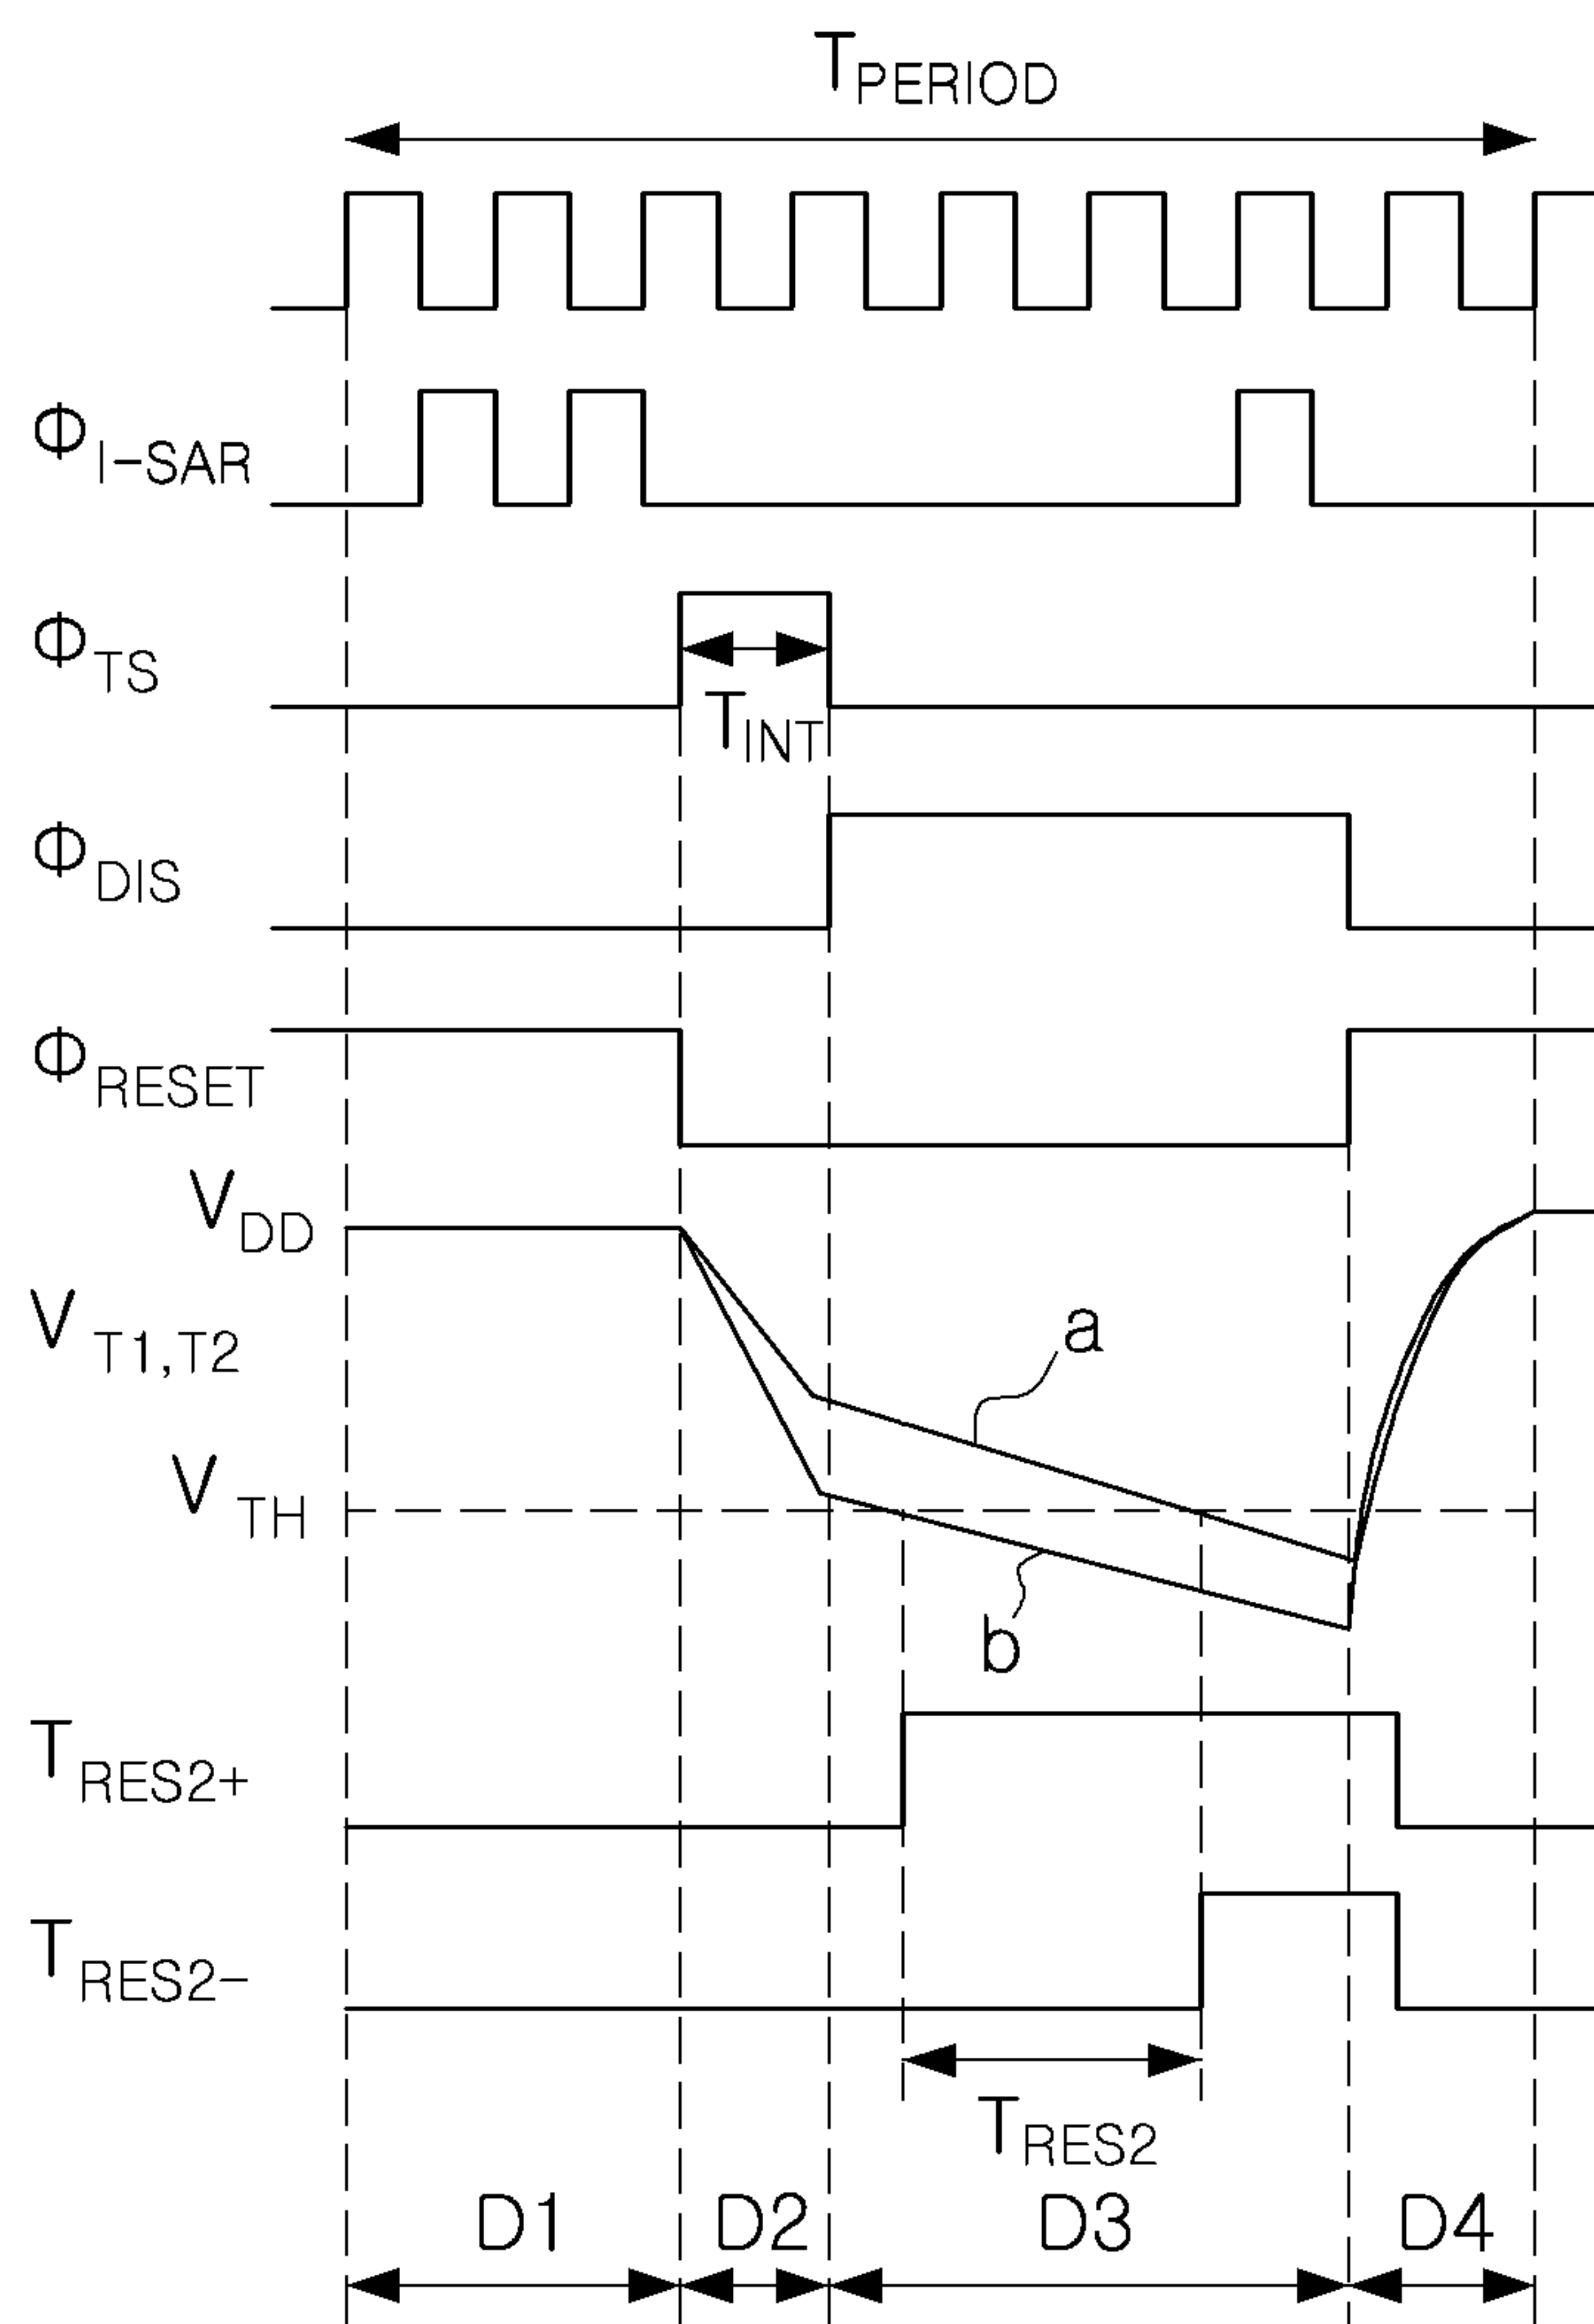 TPERIOD
ΦI-SAR
ΦTS
TINT
ΦDIS
ΦRESET
VDD
VT1,T2
a
VTH
b
TRES2+
TRES2-
TRES2
D1 D2 D3 D4